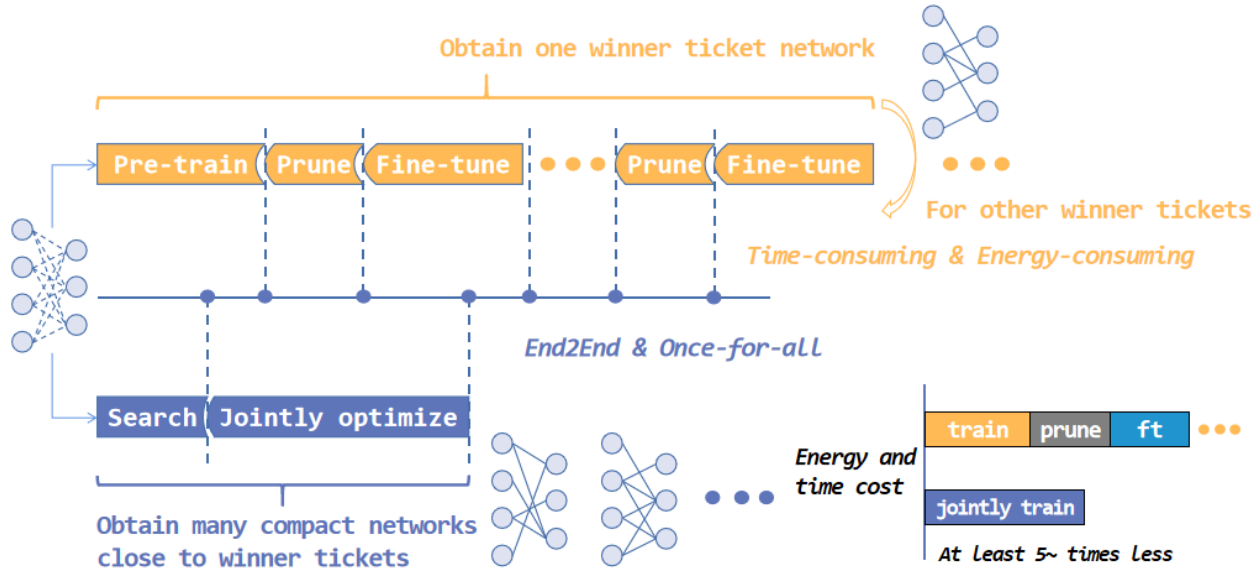 Obtain one winner ticket network
Pre-train Prune Fine-tune Prune Fine-tune
For other winner tickets
Time-consuming & Energy-consuming
End2End & Once-for-all
Search Jointly optimize
Obtain many compact networks
close to winner tickets
Energy and
time cost
train prune ft
jointly train
At least 5~ times less